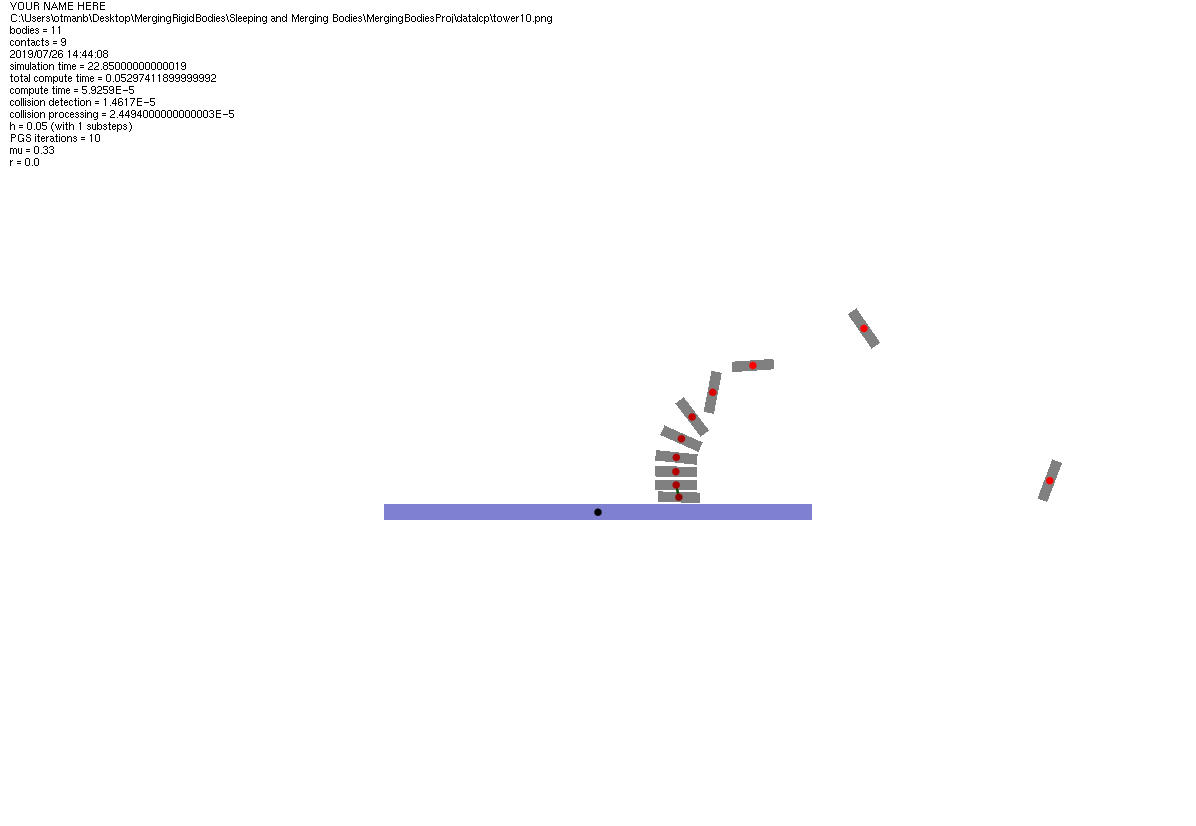 YOUR NAME HERE
C:\Users\otmanb\Desktop\MergingRigidBodies\Sleeping and Merging Bodies\MergingBodiesProj\datalcp\tower10.png
bodies = 11
contacts = 9
2019/07/26 14:44:08
simulation time = 22.85000000000019
total compute time = 0.05297411899999992
compute time = 5.9259E-5
collision detection = 1.4617E-5
collision processing = 2.4494000000000003E-5
h = 0.05 (with 1 substeps)
PGS iterations = 10
mu = 0.33
r = 0.0